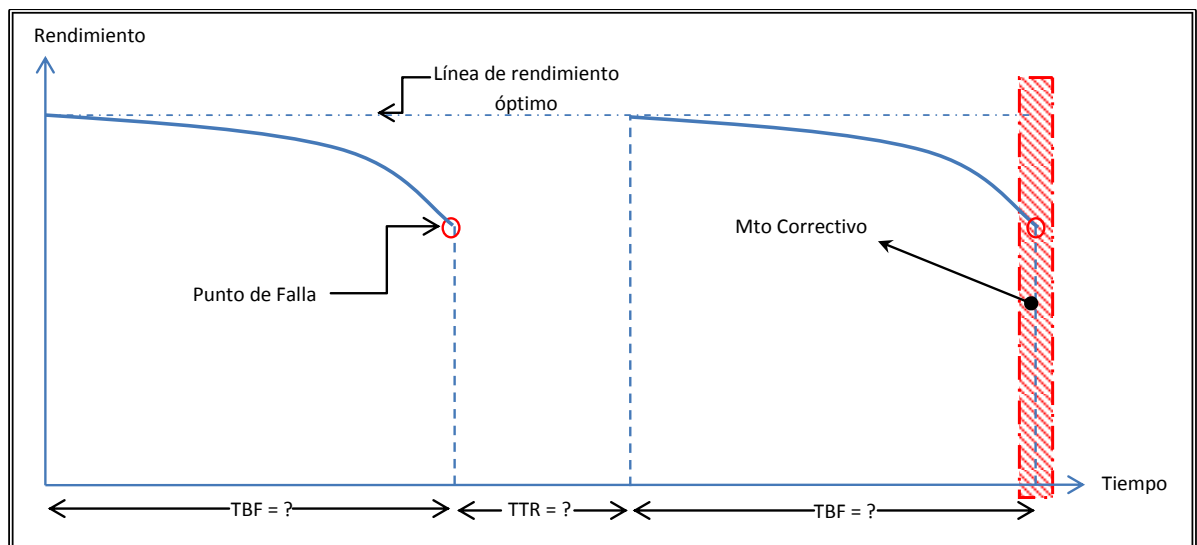 Rendimiento
Línea de rendimiento
óptimo
Mto Correctivo
Punto de Falla
Tiempo
TBF = ?
TTR = ?
TBF = ?